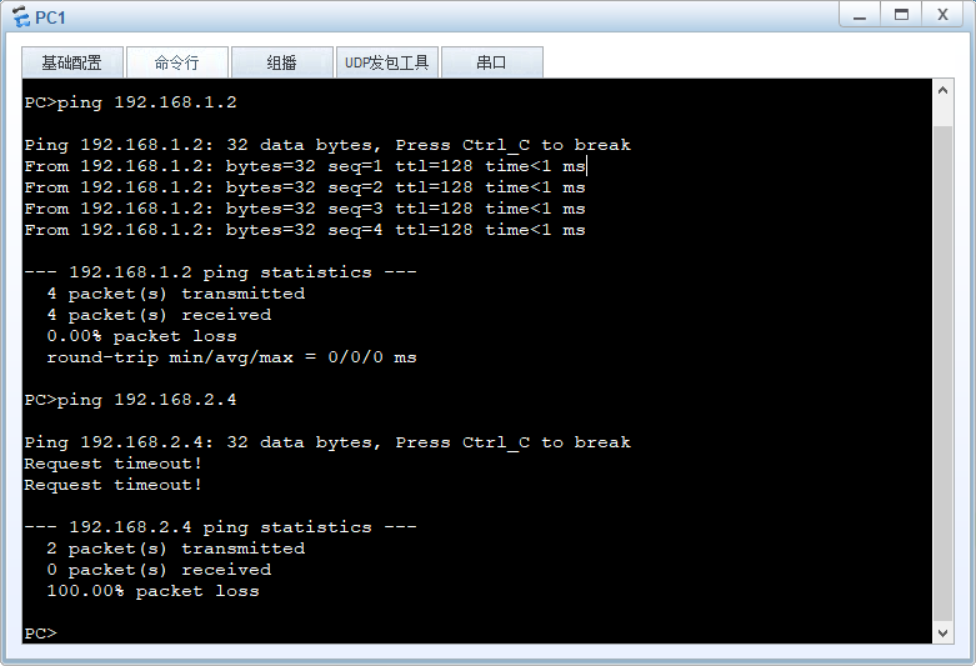 PC1
基础配置 命令行 组播 UDP发包工具 串口
PC>ping 192.168.1.2
Ping 192.168.1.2: 32 data bytes, Press Ctrl_C to break
From 192.168.1.2: bytes=32 seq=1 ttl=128 time<1 ms
From 192.168.1.2: bytes=32 seq=2 ttl=128 time<1 ms
From 192.168.1.2: bytes=32 seq=3 ttl=128 time<1 ms
From 192.168.1.2: bytes=32 seq=4 ttl=128 time<1 ms
--- 192.168.1.2 ping statistics ---
4 packet(s) transmitted
4 packet(s) received
0.00% packet loss
round-trip min/avg/max = 0/0/0 ms
PC>ping 192.168.2.4
Ping 192.168.2.4: 32 data bytes, Press Ctrl_C to break
Request timeout!
Request timeout!
--- 192.168.2.4 ping statistics ---
2 packet(s) transmitted
0 packet(s) received
100.00% packet loss
PC>